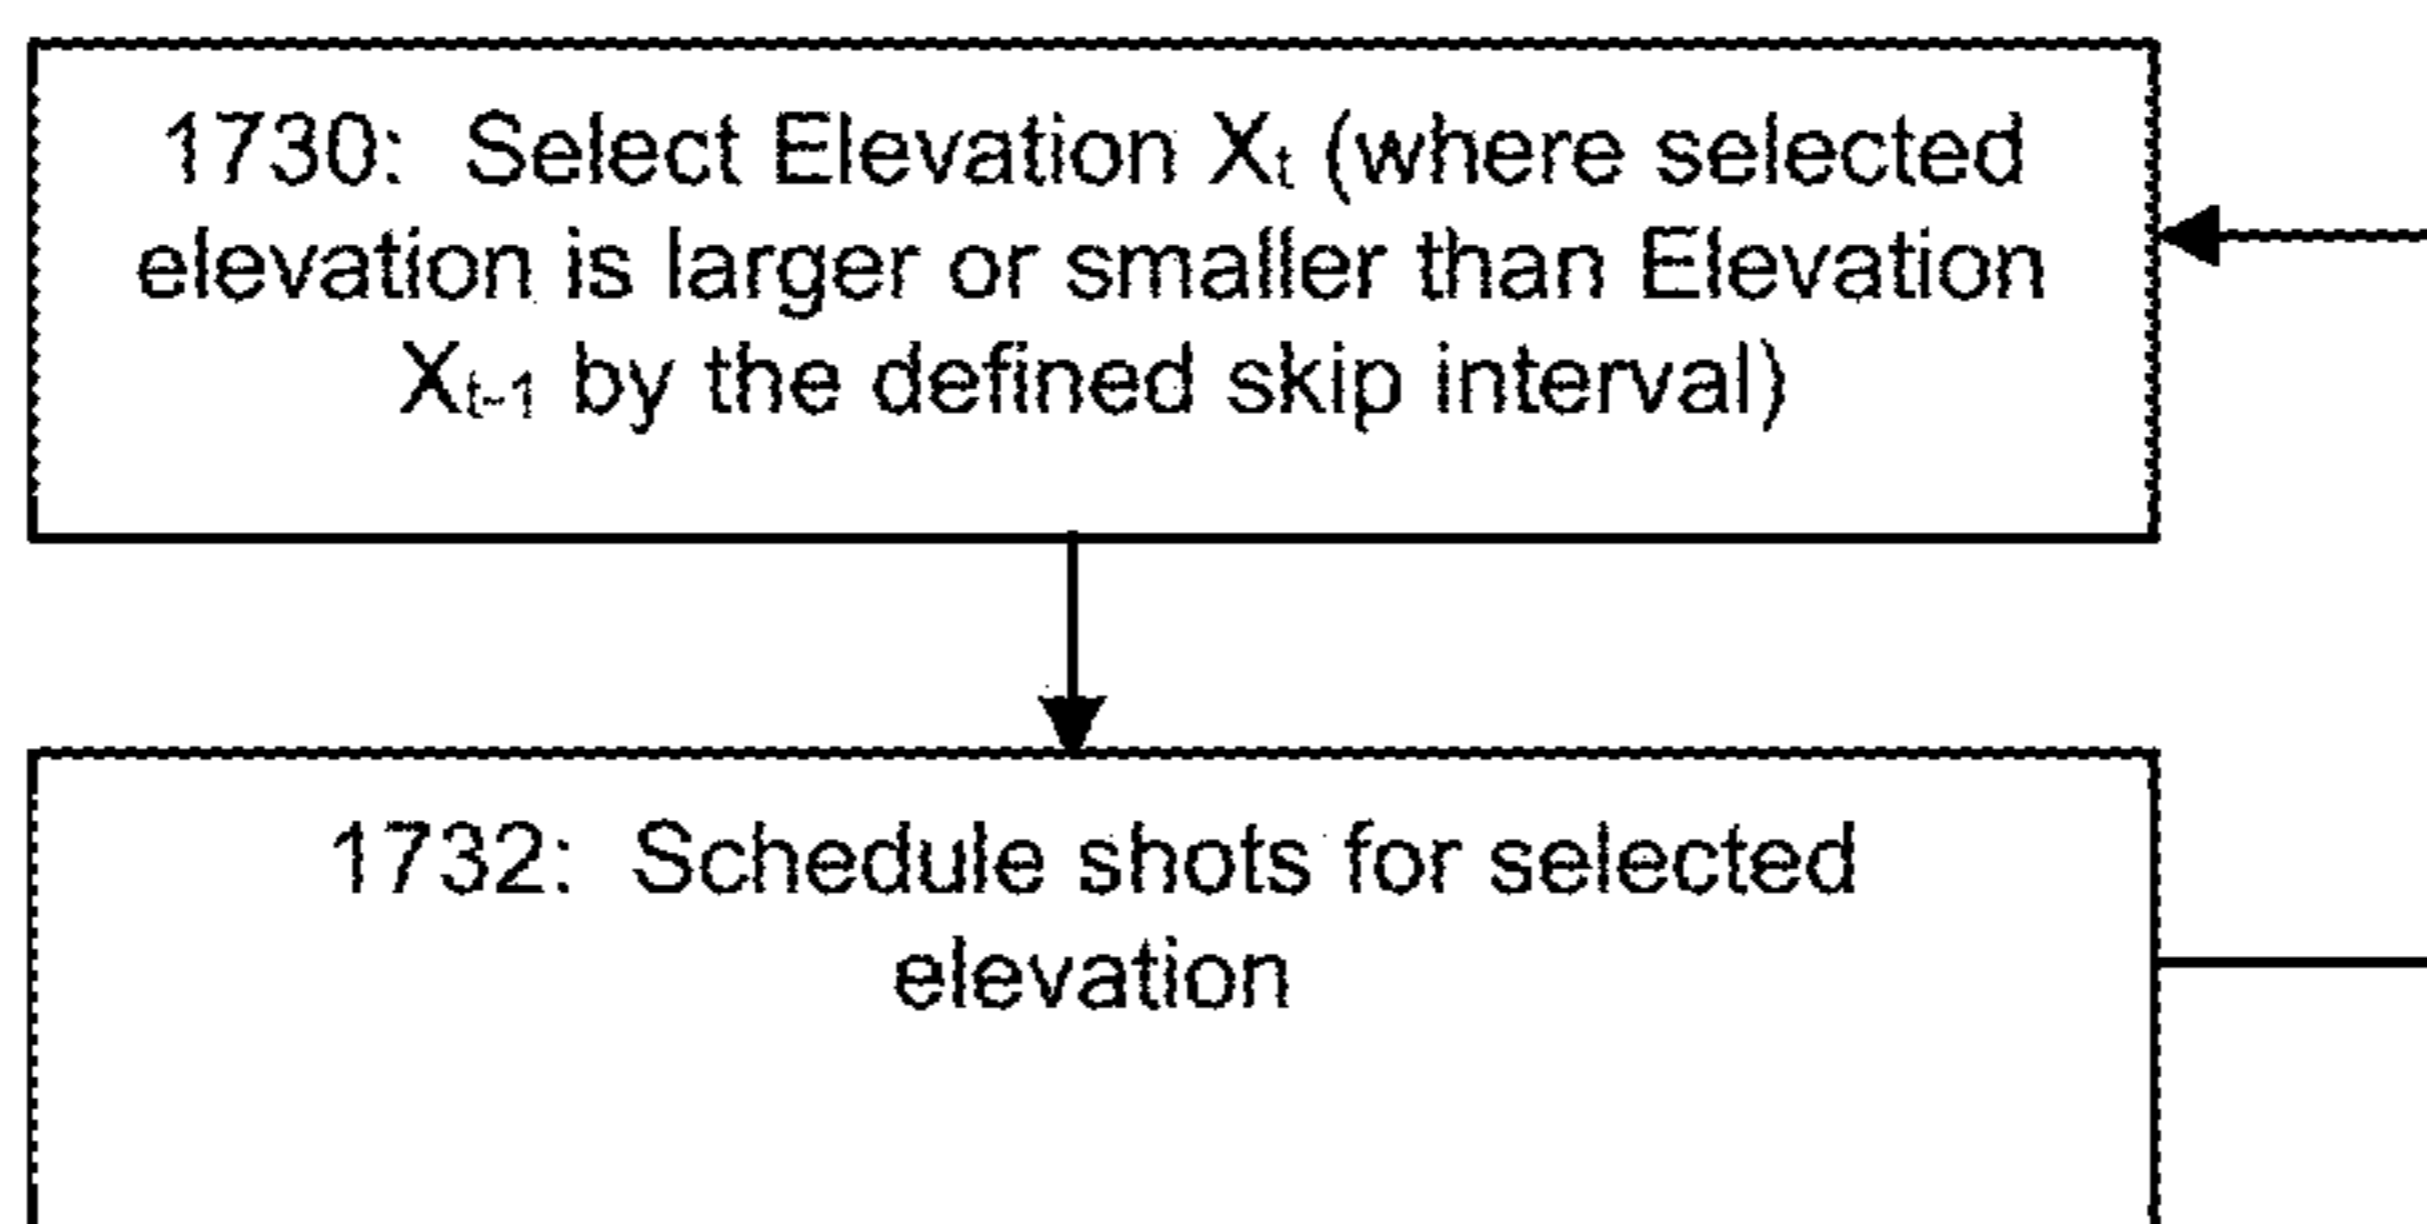 1730: Select Elevation Xt (where selected
elevation is larger or smaller than Elevation
Xt-1 by the defined skip interval)
1732: Schedule shots for selected
elevation